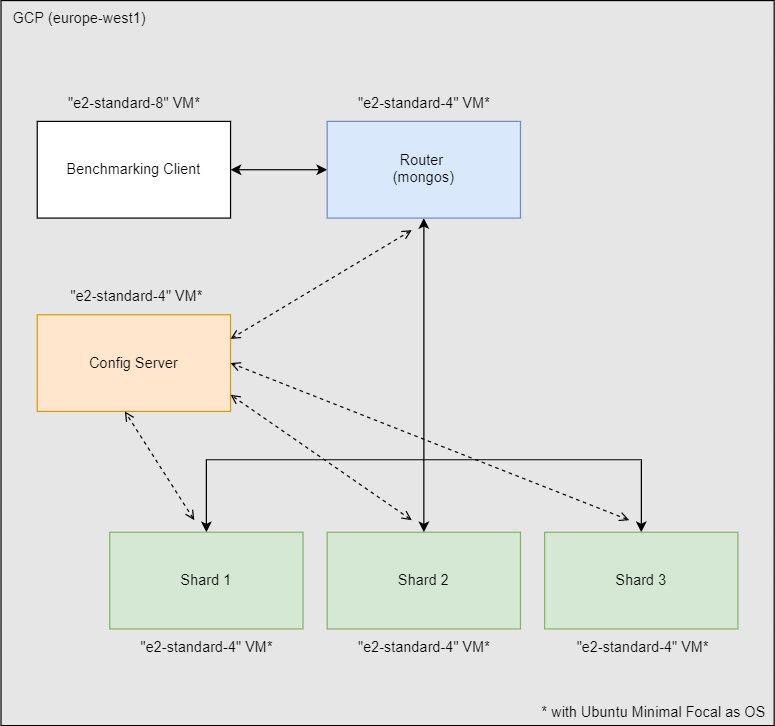 GCP (europe-west1)
"e2-standard-8" VM*
"e2-standard-4" VM*
Benchmarking Client
Router
(mongos)
"e2-standard-4" VM*
Config Server
Shard 1
Shard 2
Shard 3
"e2-standard-4" VM*
"e2-standard-4" VM*
"e2-standard-4" VM*
* with Ubuntu Minimal Focal as OS